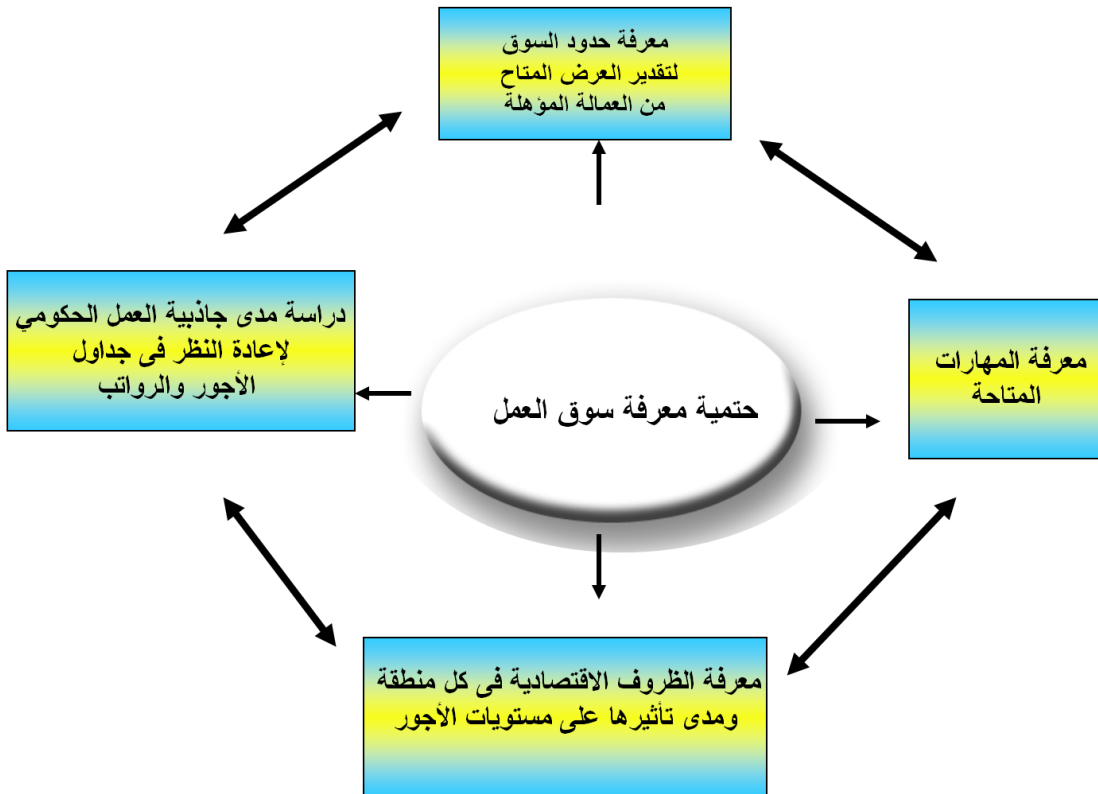 معرفة حدود السوق
لتقدير العرض المتاح
من العمالة المؤهلة
دراسة مدى جاذبية العمل الحكومي
لإعادة النظر فى جداول
الأجور والرواتب
معرفة المهارات
المتاحة
حتمية معرفة سوق العمل
معرفة الظروف الاقتصادية فى كل منطقة
ومدى تأثيرها على مستويات الأجور